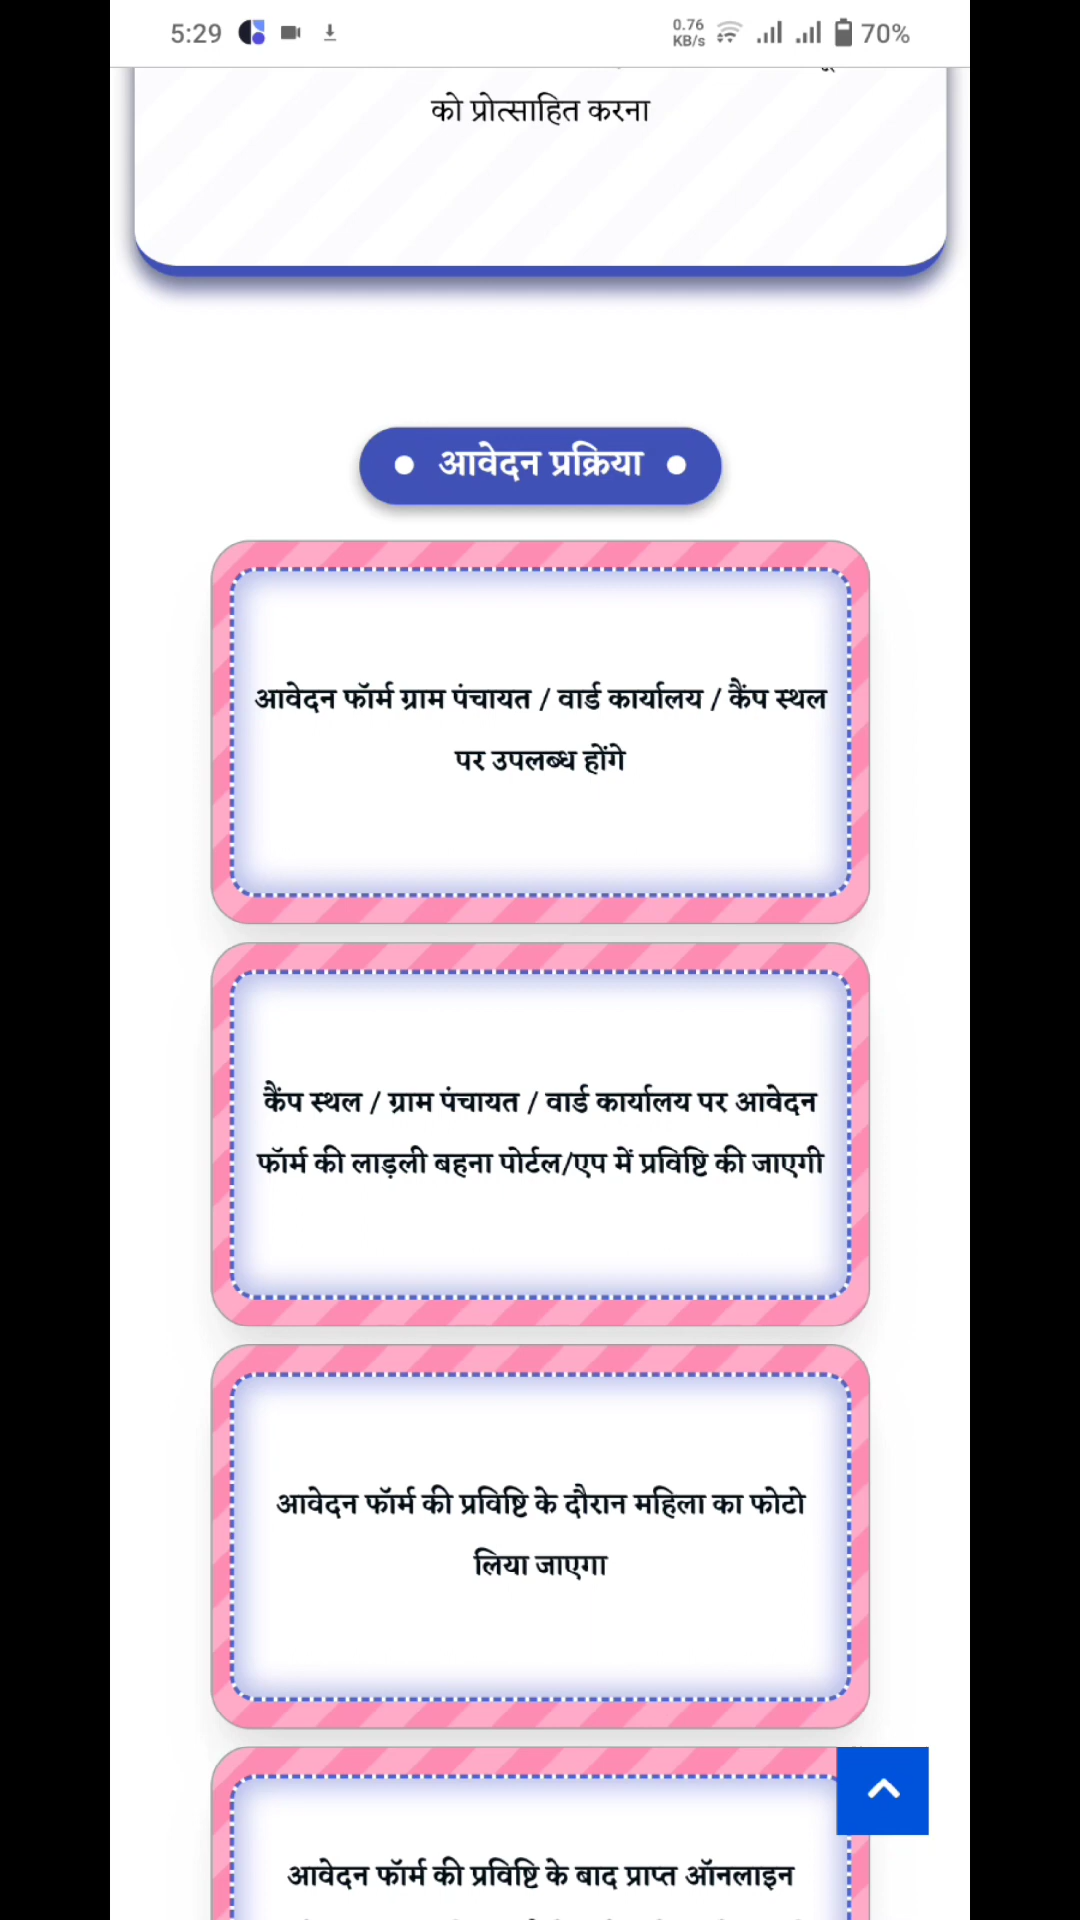 5:29
0.76
KB/s
70%
को प्रोत्साहित करना
आवेदन प्रक्रिया
आवेदन फॉर्म ग्राम पंचायत / वार्ड कार्यालय / कैंप स्थल
पर उपलब्ध होंगे
कैंप स्थल / ग्राम पंचायत / वार्ड कार्यालय पर आवेदन
फॉर्म की लाड़ली बहना पोर्टल/एप में प्रविष्टि की जाएगी
आवेदन फॉर्म की प्रविष्टि के दौरान महिला का फोटो
लिया जाएगा
आवेदन फॉर्म की प्रविष्टि के बाद प्राप्त ऑनलाइन